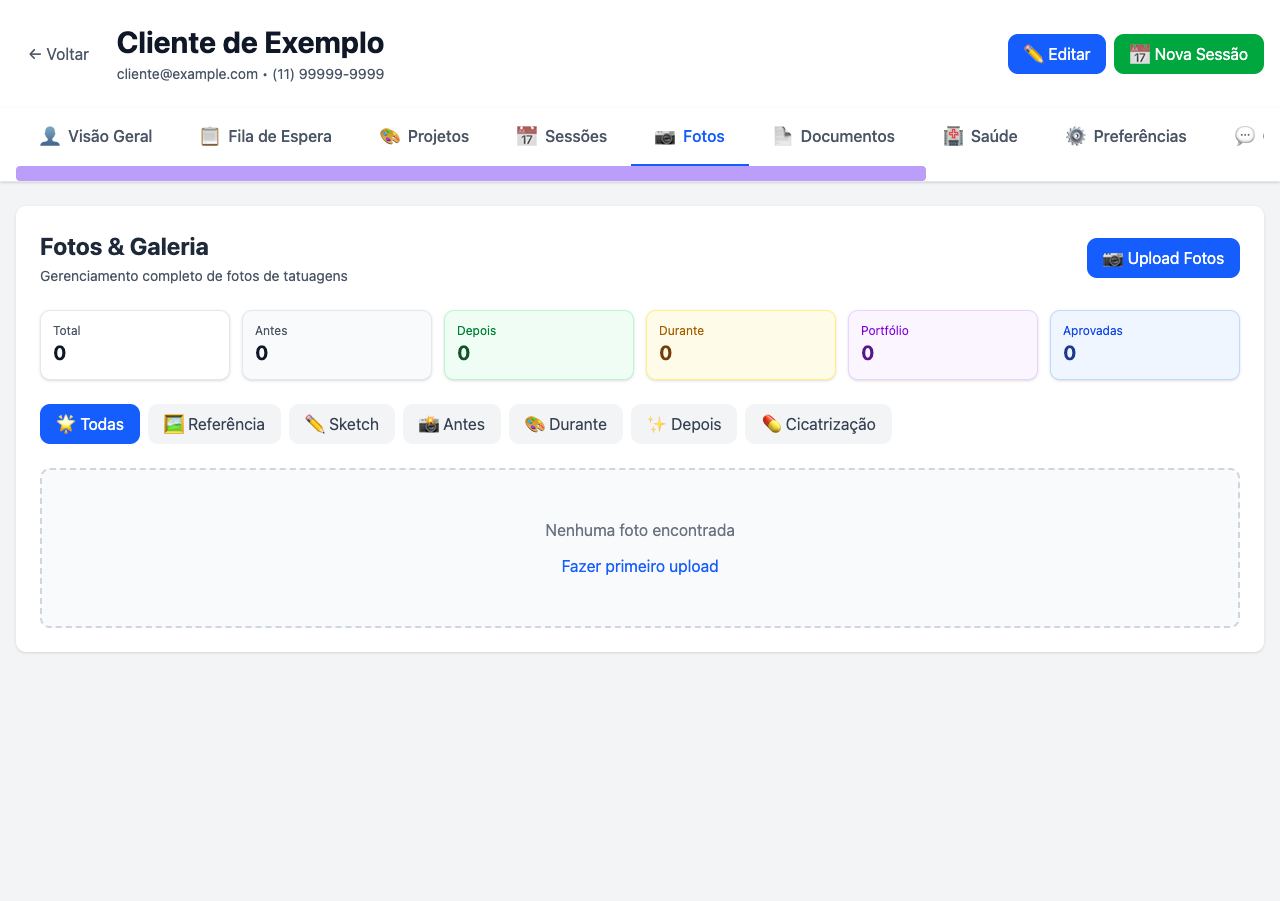 ← Voltar
Cliente de Exemplo
cliente@example.com • (11) 99999-9999
✏️ Editar
📅 Nova Sessão
👤 Visão Geral
📋 Fila de Espera
🎨 Projetos
📅 Sessões
📷 Fotos
📄 Documentos
🏥 Saúde
⚙️ Preferências
💬
Fotos & Galeria
Gerenciamento completo de fotos de tatuagens
📷 Upload Fotos
Total
0
Antes
0
Depois
0
Durante
0
Portfólio
0
Aprovadas
0
🌟 Todas
🖼️ Referência
✏️ Sketch
📸 Antes
🎨 Durante
✨ Depois
💊 Cicatrização
Nenhuma foto encontrada
Fazer primeiro upload